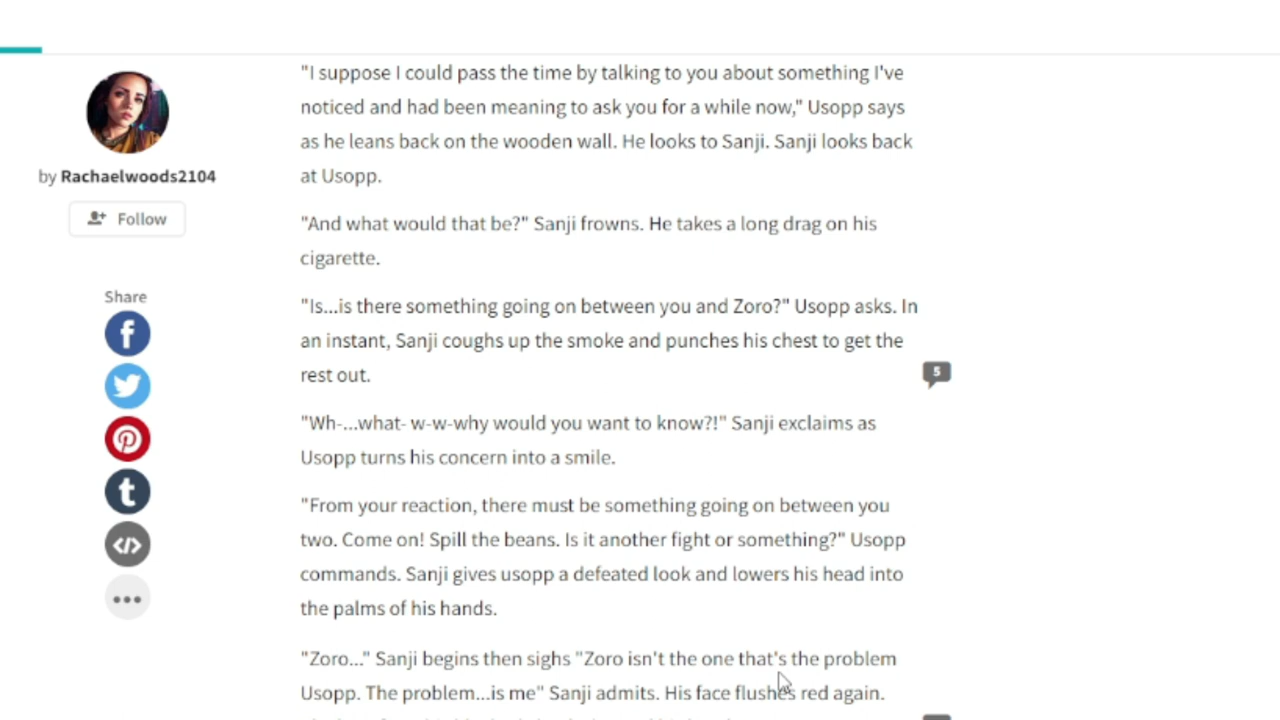 "I suppose I could pass the time by talking to you about something I've
noticed and had been meaning to ask you for a while now," Usopp says
as he leans back on the wooden wall. He looks to Sanji. Sanji looks back
at Usopp.
by Rachaelwoods2104
Follow
"And what would that be?" Sanji frowns. He takes a long drag on his
cigarette.
Share
"Is...is there something going on between you and Zoro?" Usopp asks. In
an instant, Sanji coughs up the smoke and punches his chest to get the
rest out.
5
"Wh-...what- w-w-why would you want to know?!" Sanji exclaims as
Usopp turns his concern into a smile.
"From your reaction, there must be something going on between you
two. Come on! Spill the beans. Is it another fight or something?" Usopp
commands. Sanji gives usopp a defeated look and lowers his head into
the palms of his hands.
"Zoro..." Sanji begins then sighs "Zoro isn't the one that's the problem
Usopp. The problem...is me" Sanji admits. His face flushes red again.